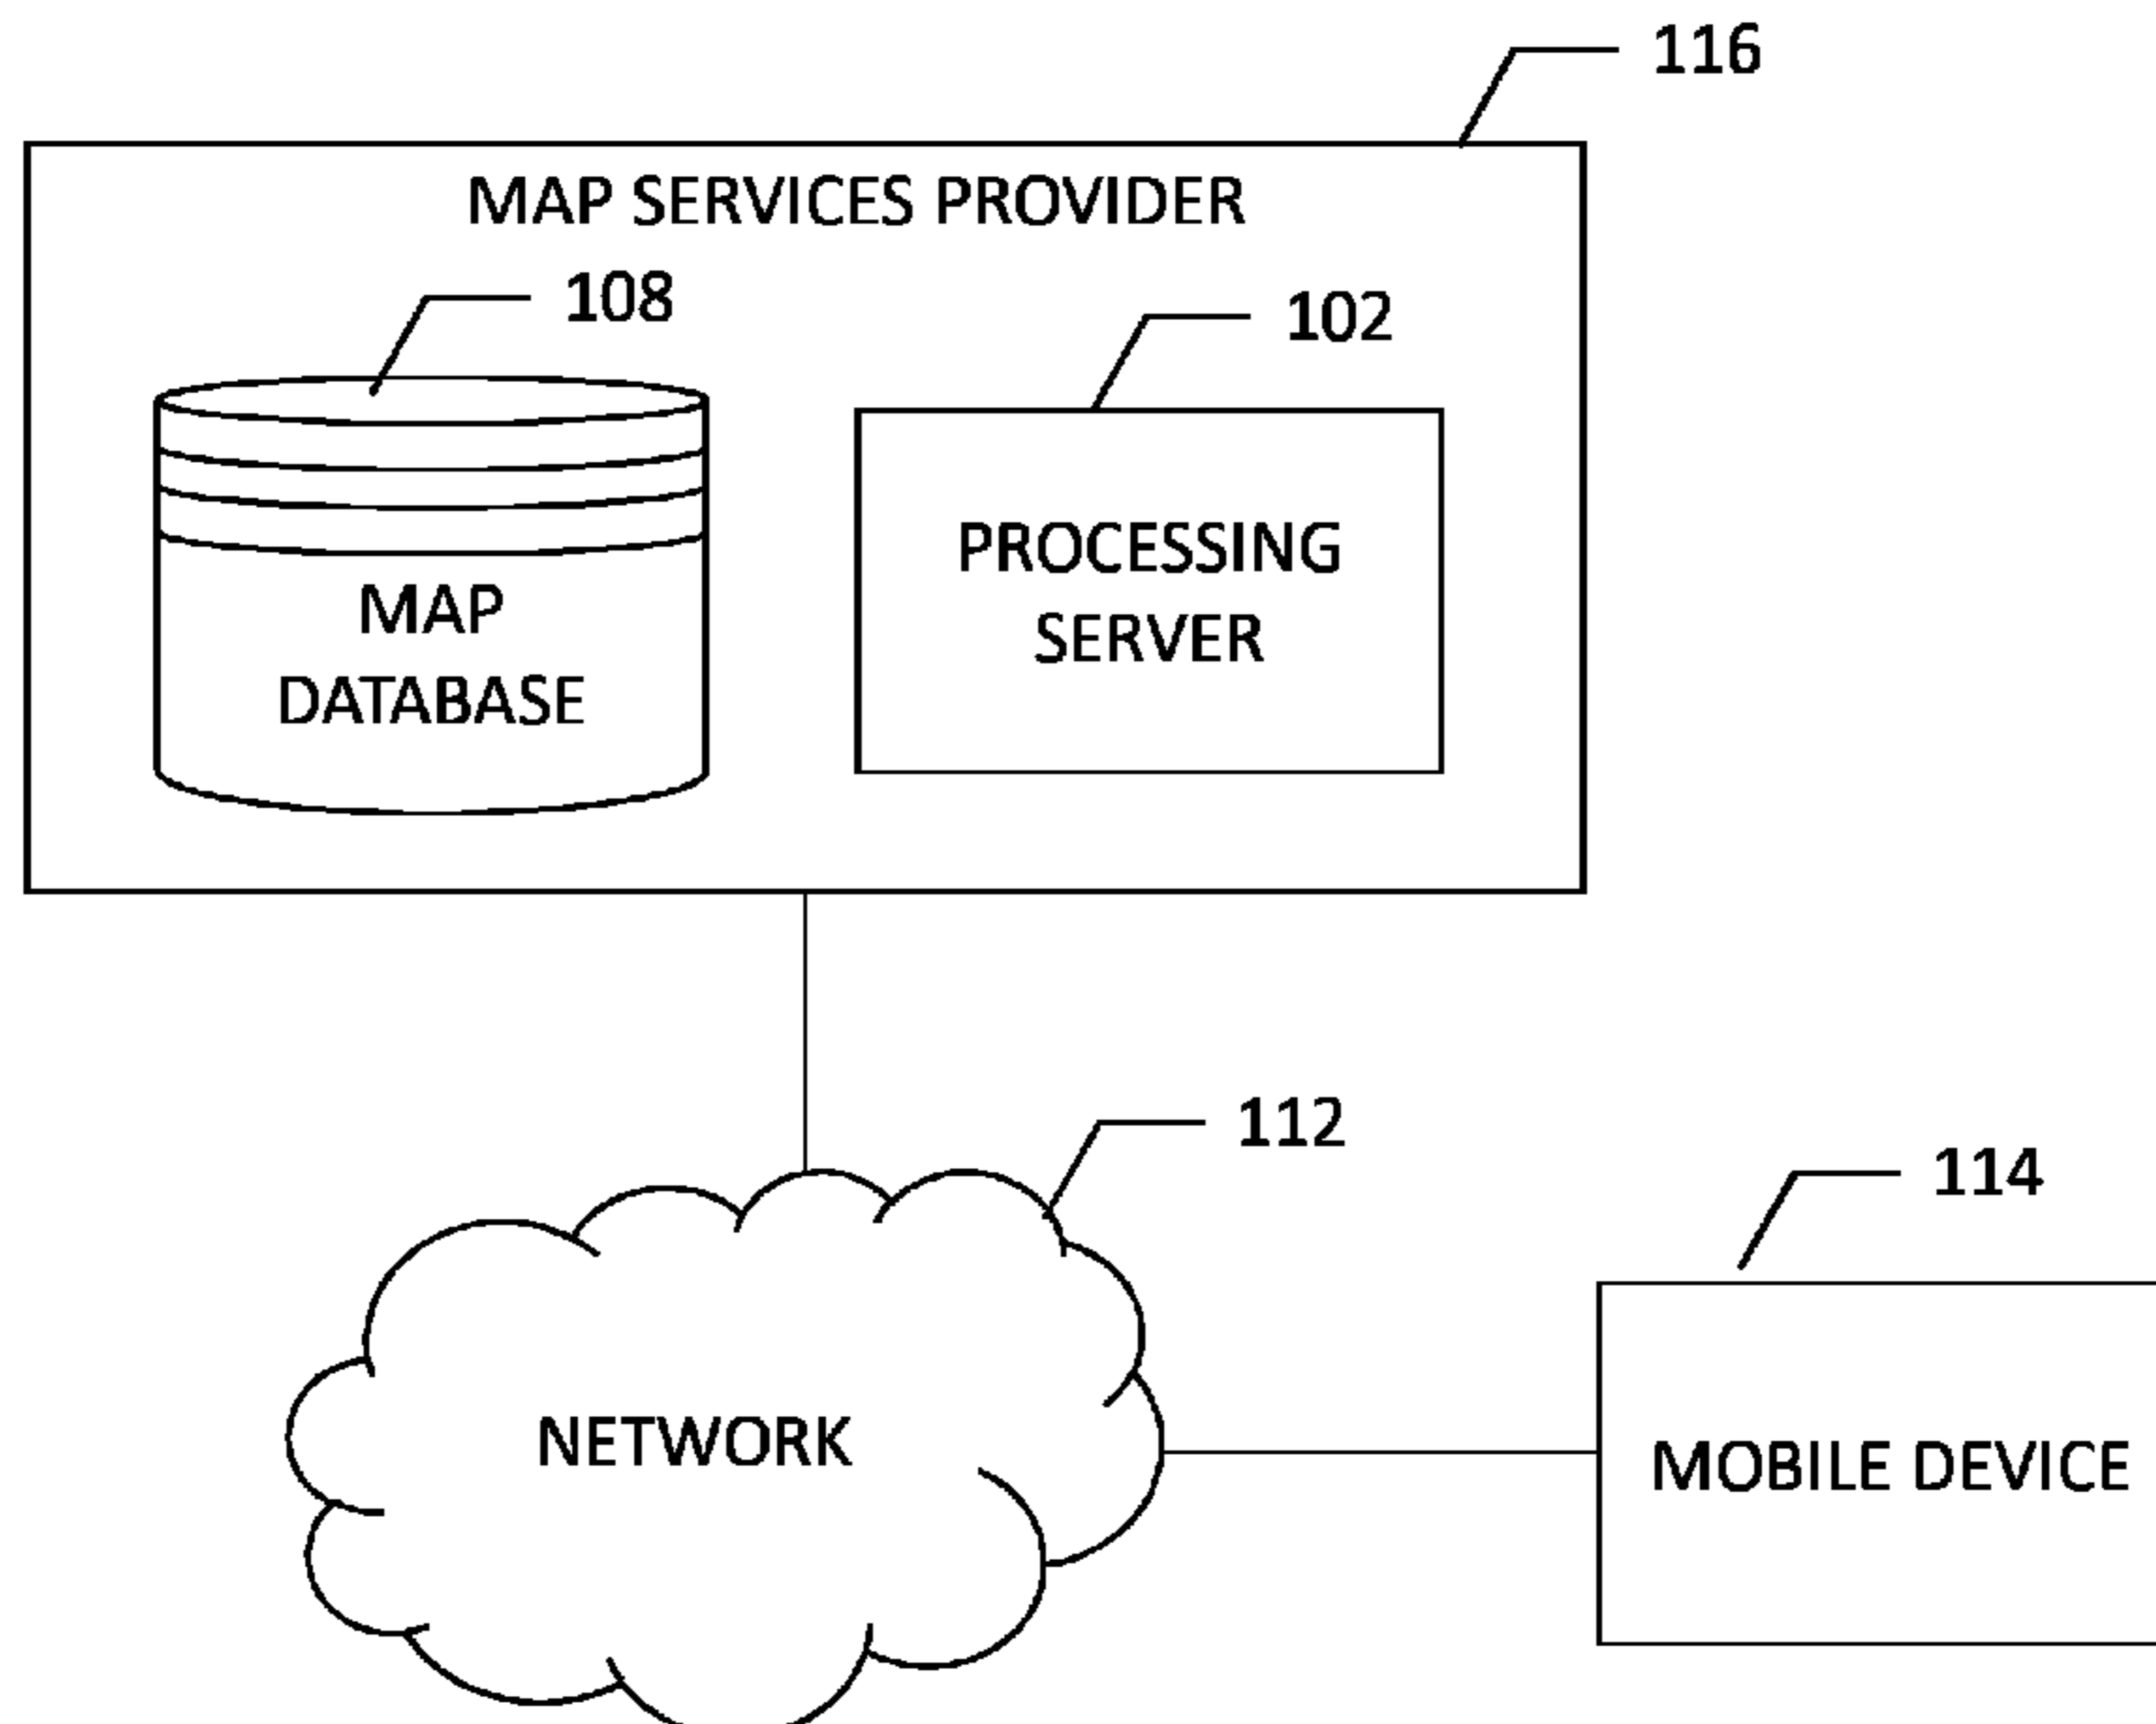 116
MAP SERVICES PROVIDER
108
102
PROCESSING
SERVER
MAP
DATABASE
112
114
NETWORK
MOBILE DEVICE